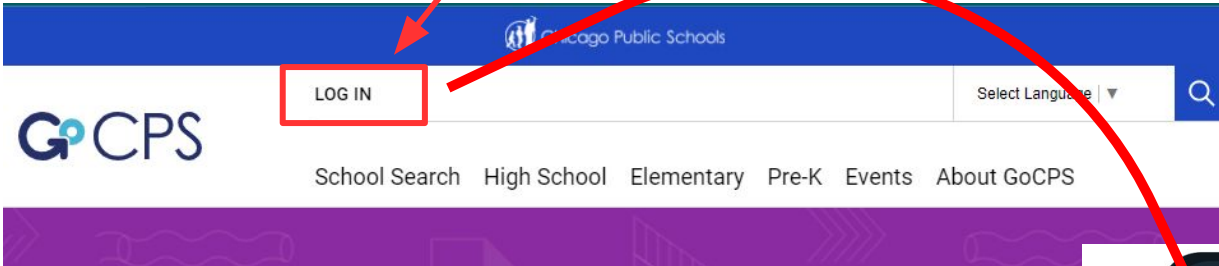 Chicago Public Schools
LOG IN
Select Language ▼
GoCPS
School Search High School Elementary Pre-K Events About GoCPS